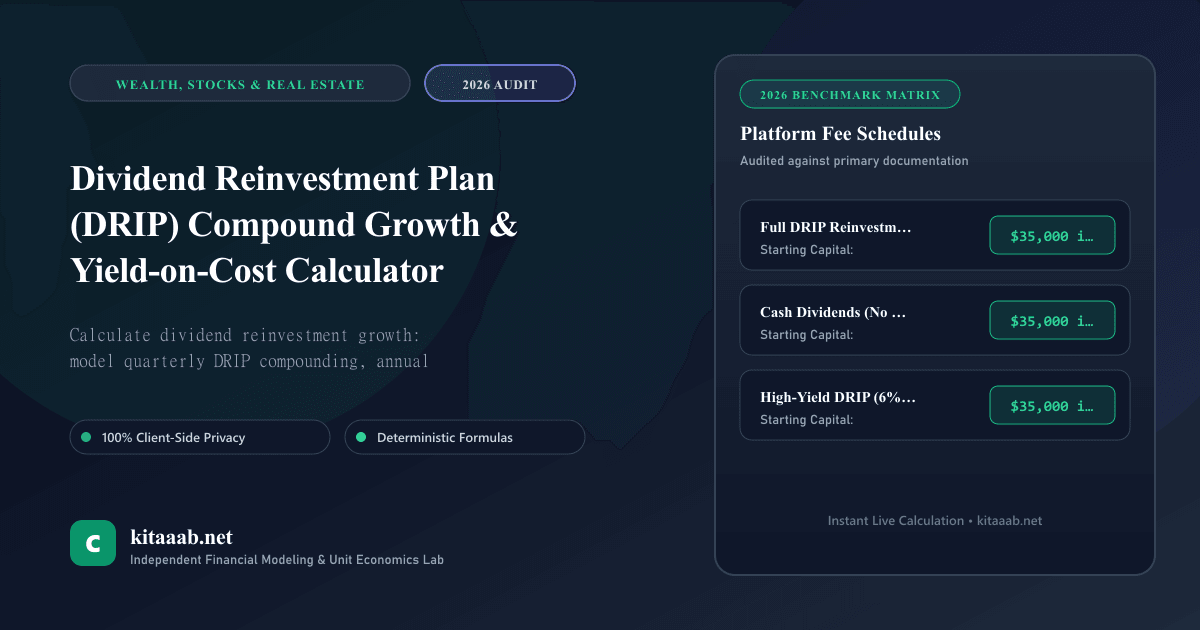 WEALTH, STOCKS & REAL ESTATE
2026 AUDIT
Dividend Reinvestment Plan
(DRIP) Compound Growth &
Yield-on-Cost Calculator
Calculate dividend reinvestment growth:
model quarterly DRIP compounding, annual
100% Client-Side Privacy
Deterministic Formulas
C
kitaaab.net
Independent Financial Modeling & Unit Economics Lab
2026 BENCHMARK MATRIX
Platform Fee Schedules
Audited against primary documentation
Full DRIP Reinvestm...
Starting Capital:
$35,000 i...
Cash Dividends (No ...
Starting Capital:
$35,000 i...
High-Yield DRIP (6%...
Starting Capital:
$35,000 i...
Instant Live Calculation • kitaaab.net